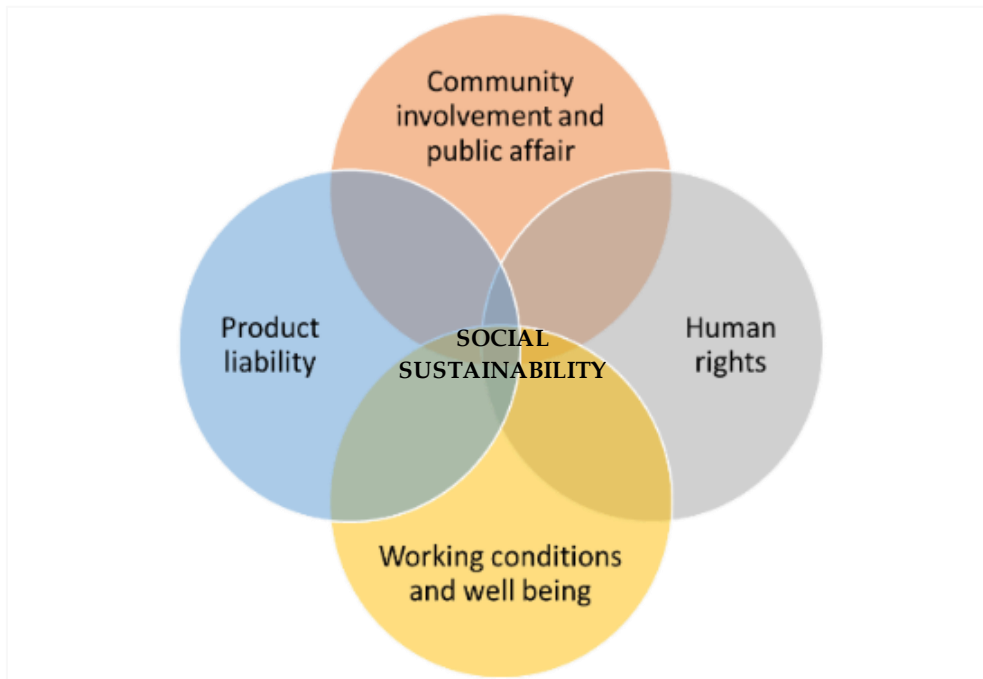 Community
involvement and
public affair
Product
liability
SOCIAL
SUSTAINABILITY
Human
rights
Working conditions
and well being